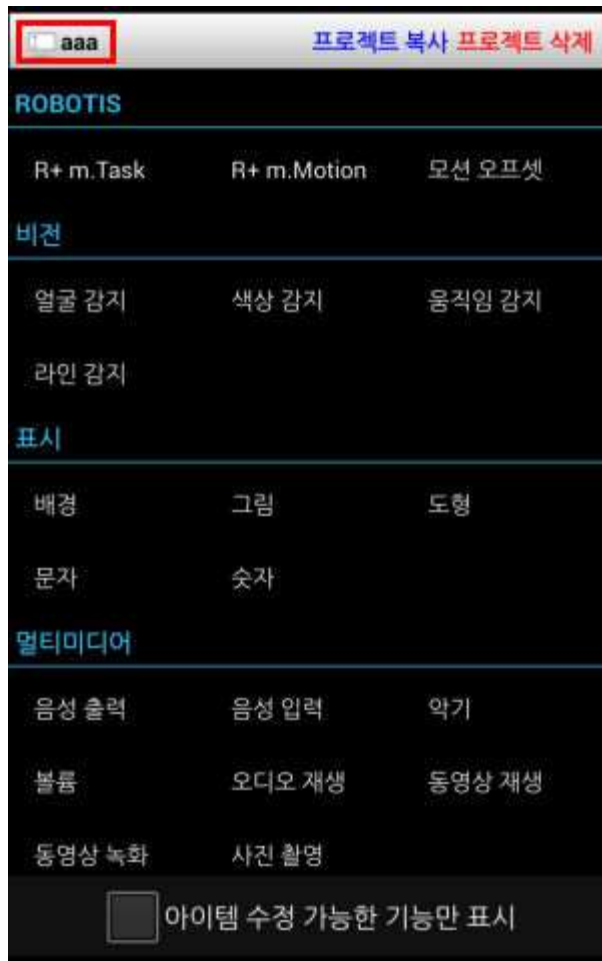 aaa 프로젝트 복사 프로젝트 삭제
ROBOTIS
R+ m.Task R+ m.Motion 모션 오프셋
비전
얼굴 감지 색상 감지 움직임 감지
라인 감지
표시
배경 그림 도형
문자 숫자
멀티미디어
음성 출력 음성 입력 악기
볼륨 오디오 재생 동영상 재생
동영상 녹화 사진 촬영
아이템 수정 가능한 기능만 표시